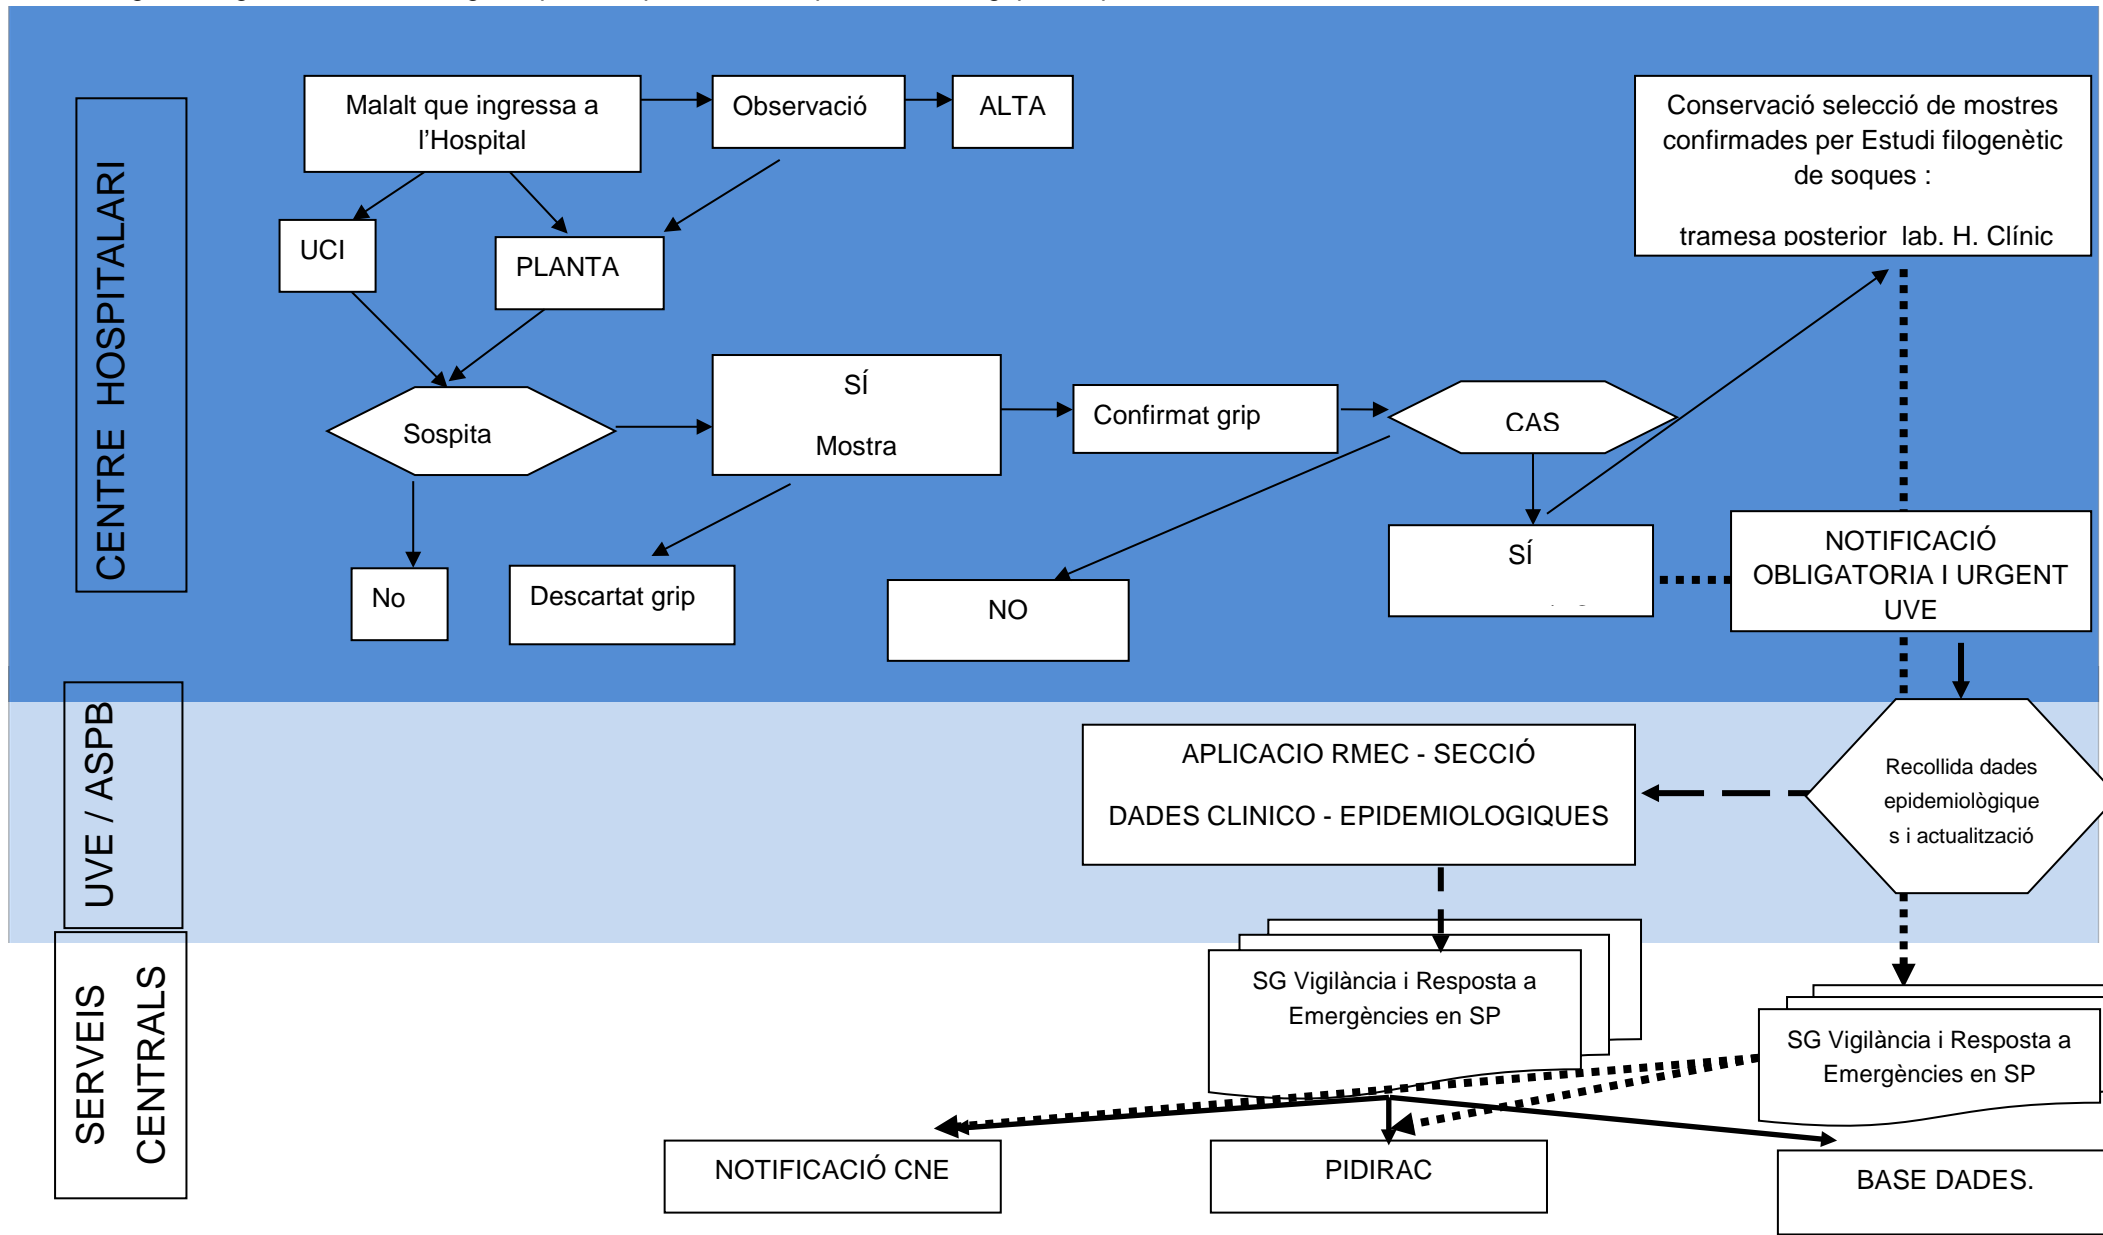 Malalt que ingressa a
l'Hospital
Observació
ALTA
Conservació selecció de mostres
confirmades per Estudi filogenètic
de soques :
tramesa posterior lab. H. Clínic
CENTRE HOSPITALARI
UCI
PLANTA
Sospita
SÍ
Mostra
Confirmat grip
CAS
No
Descartat grip
NO
SÍ
NOTIFICACIÓ
OBLIGATORIA I URGENT
UVE
UVE / ASPB
APLICACIO RMEC - SECCIÓ
DADES CLINICO - EPIDEMIOLOGIQUES
Recollida dades
epidemiològique
s i actualització
SERVEIS
CENTRALS
SG Vigilància i Resposta a
Emergències en SP
SG Vigilància i Resposta a
Emergències en SP
NOTIFICACIÓ CNE
PIDIRAC
BASE DADES.